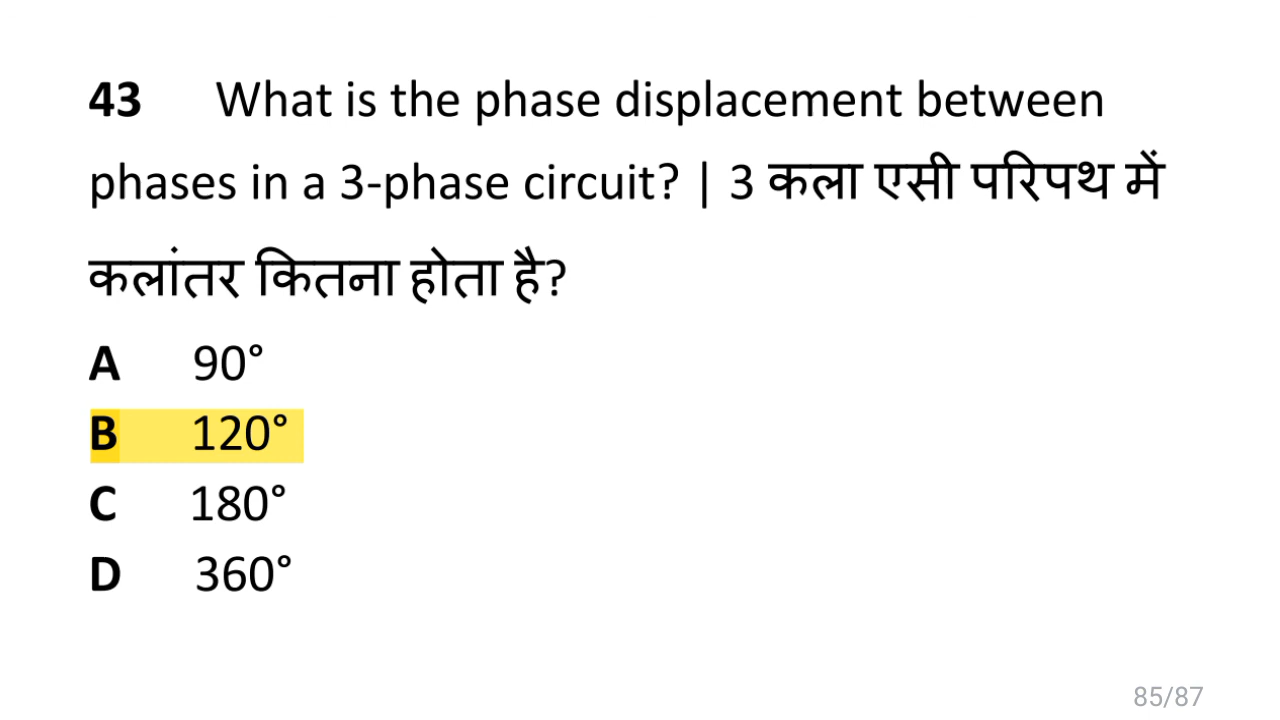 43 What is the phase displacement between
phases in a 3-phase circuit? | 3 कला एसी परिपथ में
कलांतर कितना होता है?
A 90°
B 120°
C 180°
D 360°
85/87